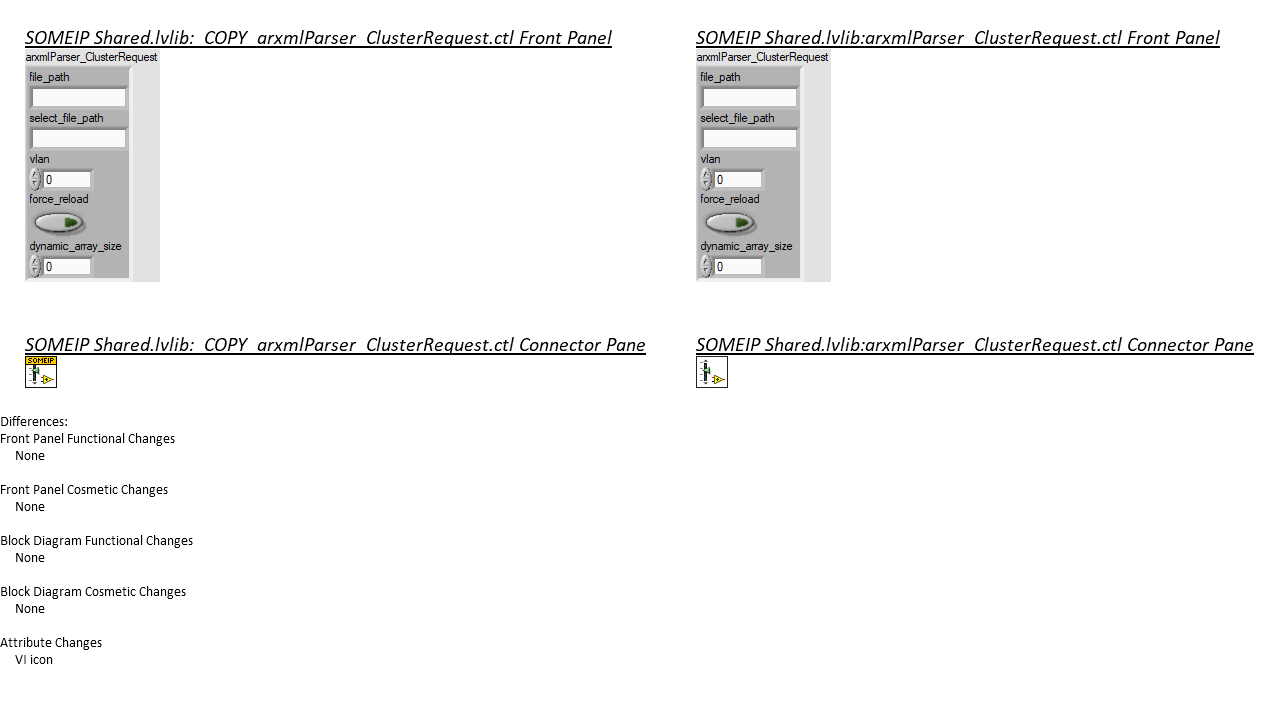 SOMEIP Shared.lvlib:_COPY_arxmlParser_ClusterRequest.ctl Front Panel
arxmlParser_ClusterRequest
file_path
select_file_path
vlan
0
force_reload
dynamic_array_size
0
SOMEIP Shared.lvlib:arxmlParser_ClusterRequest.ctl Front Panel
arxmlParser_ClusterRequest
file_path
select_file_path
vlan
0
force_reload
dynamic_array_size
0
SOMEIP Shared.lvlib:_COPY_arxmlParser_ClusterRequest.ctl Connector Pane
SOMEIP
SOMEIP Shared.lvlib:arxmlParser_ClusterRequest.ctl Connector Pane
Differences:
Front Panel Functional Changes
None
Front Panel Cosmetic Changes
None
Block Diagram Functional Changes
None
Block Diagram Cosmetic Changes
None
Attribute Changes
VI icon